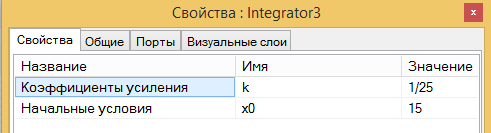 Свойства : Integrator3
x
Свойства Общие Порты Визуальные слои
Название Имя Значение
Коэффициенты усиления k 1/25
Начальные условия x0 15